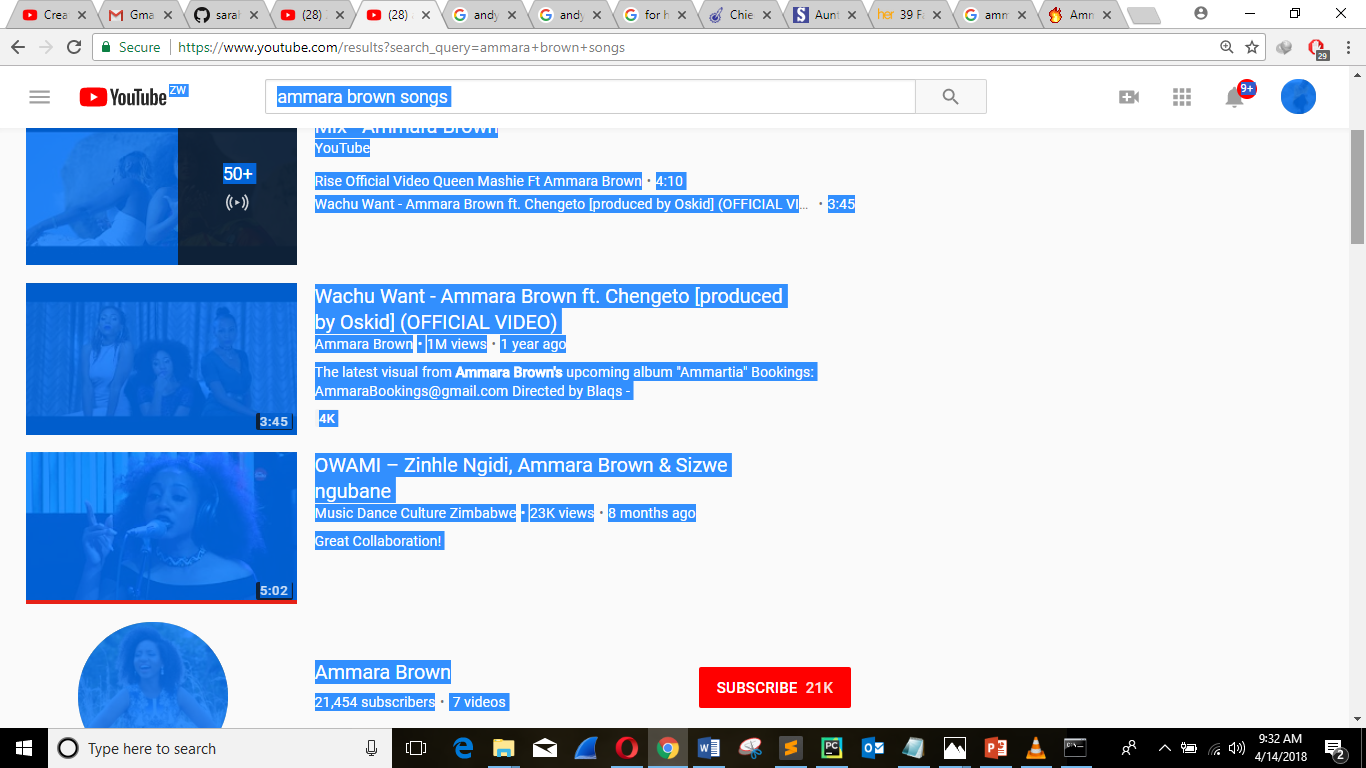 Crea
Gma
sarah
(28)
(28)
andy
andy
for h
Chie
Aunt
39 Fa
amm
Amm
Secure
https://www.youtube.com/results?search_query=ammara+brown+songs
29
YouTube ZW
ammara brown songs
9+
Mix - Ammara Brown
YouTube
50+
Rise Official Video Queen Mashie Ft Ammara Brown • 4:10
Wachu Want - Ammara Brown ft. Chengeto [produced by Oskid] (OFFICIAL VI... • 3:45
Wachu Want - Ammara Brown ft. Chengeto [produced
by Oskid] (OFFICIAL VIDEO)
Ammara Brown • 1M views • 1 year ago
The latest visual from Ammara Brown's upcoming album "Ammartia" Bookings:
AmmaraBookings@gmail.com Directed by Blaqs -
4K
3:45
OWAMI – Zinhle Ngidi, Ammara Brown & Sizwe
ngubane
Music Dance Culture Zimbabwe • 23K views • 8 months ago
Great Collaboration!
5:02
Ammara Brown
21,454 subscribers • 7 videos
SUBSCRIBE 21K
Type here to search
9:32 AM
4/14/2018
2